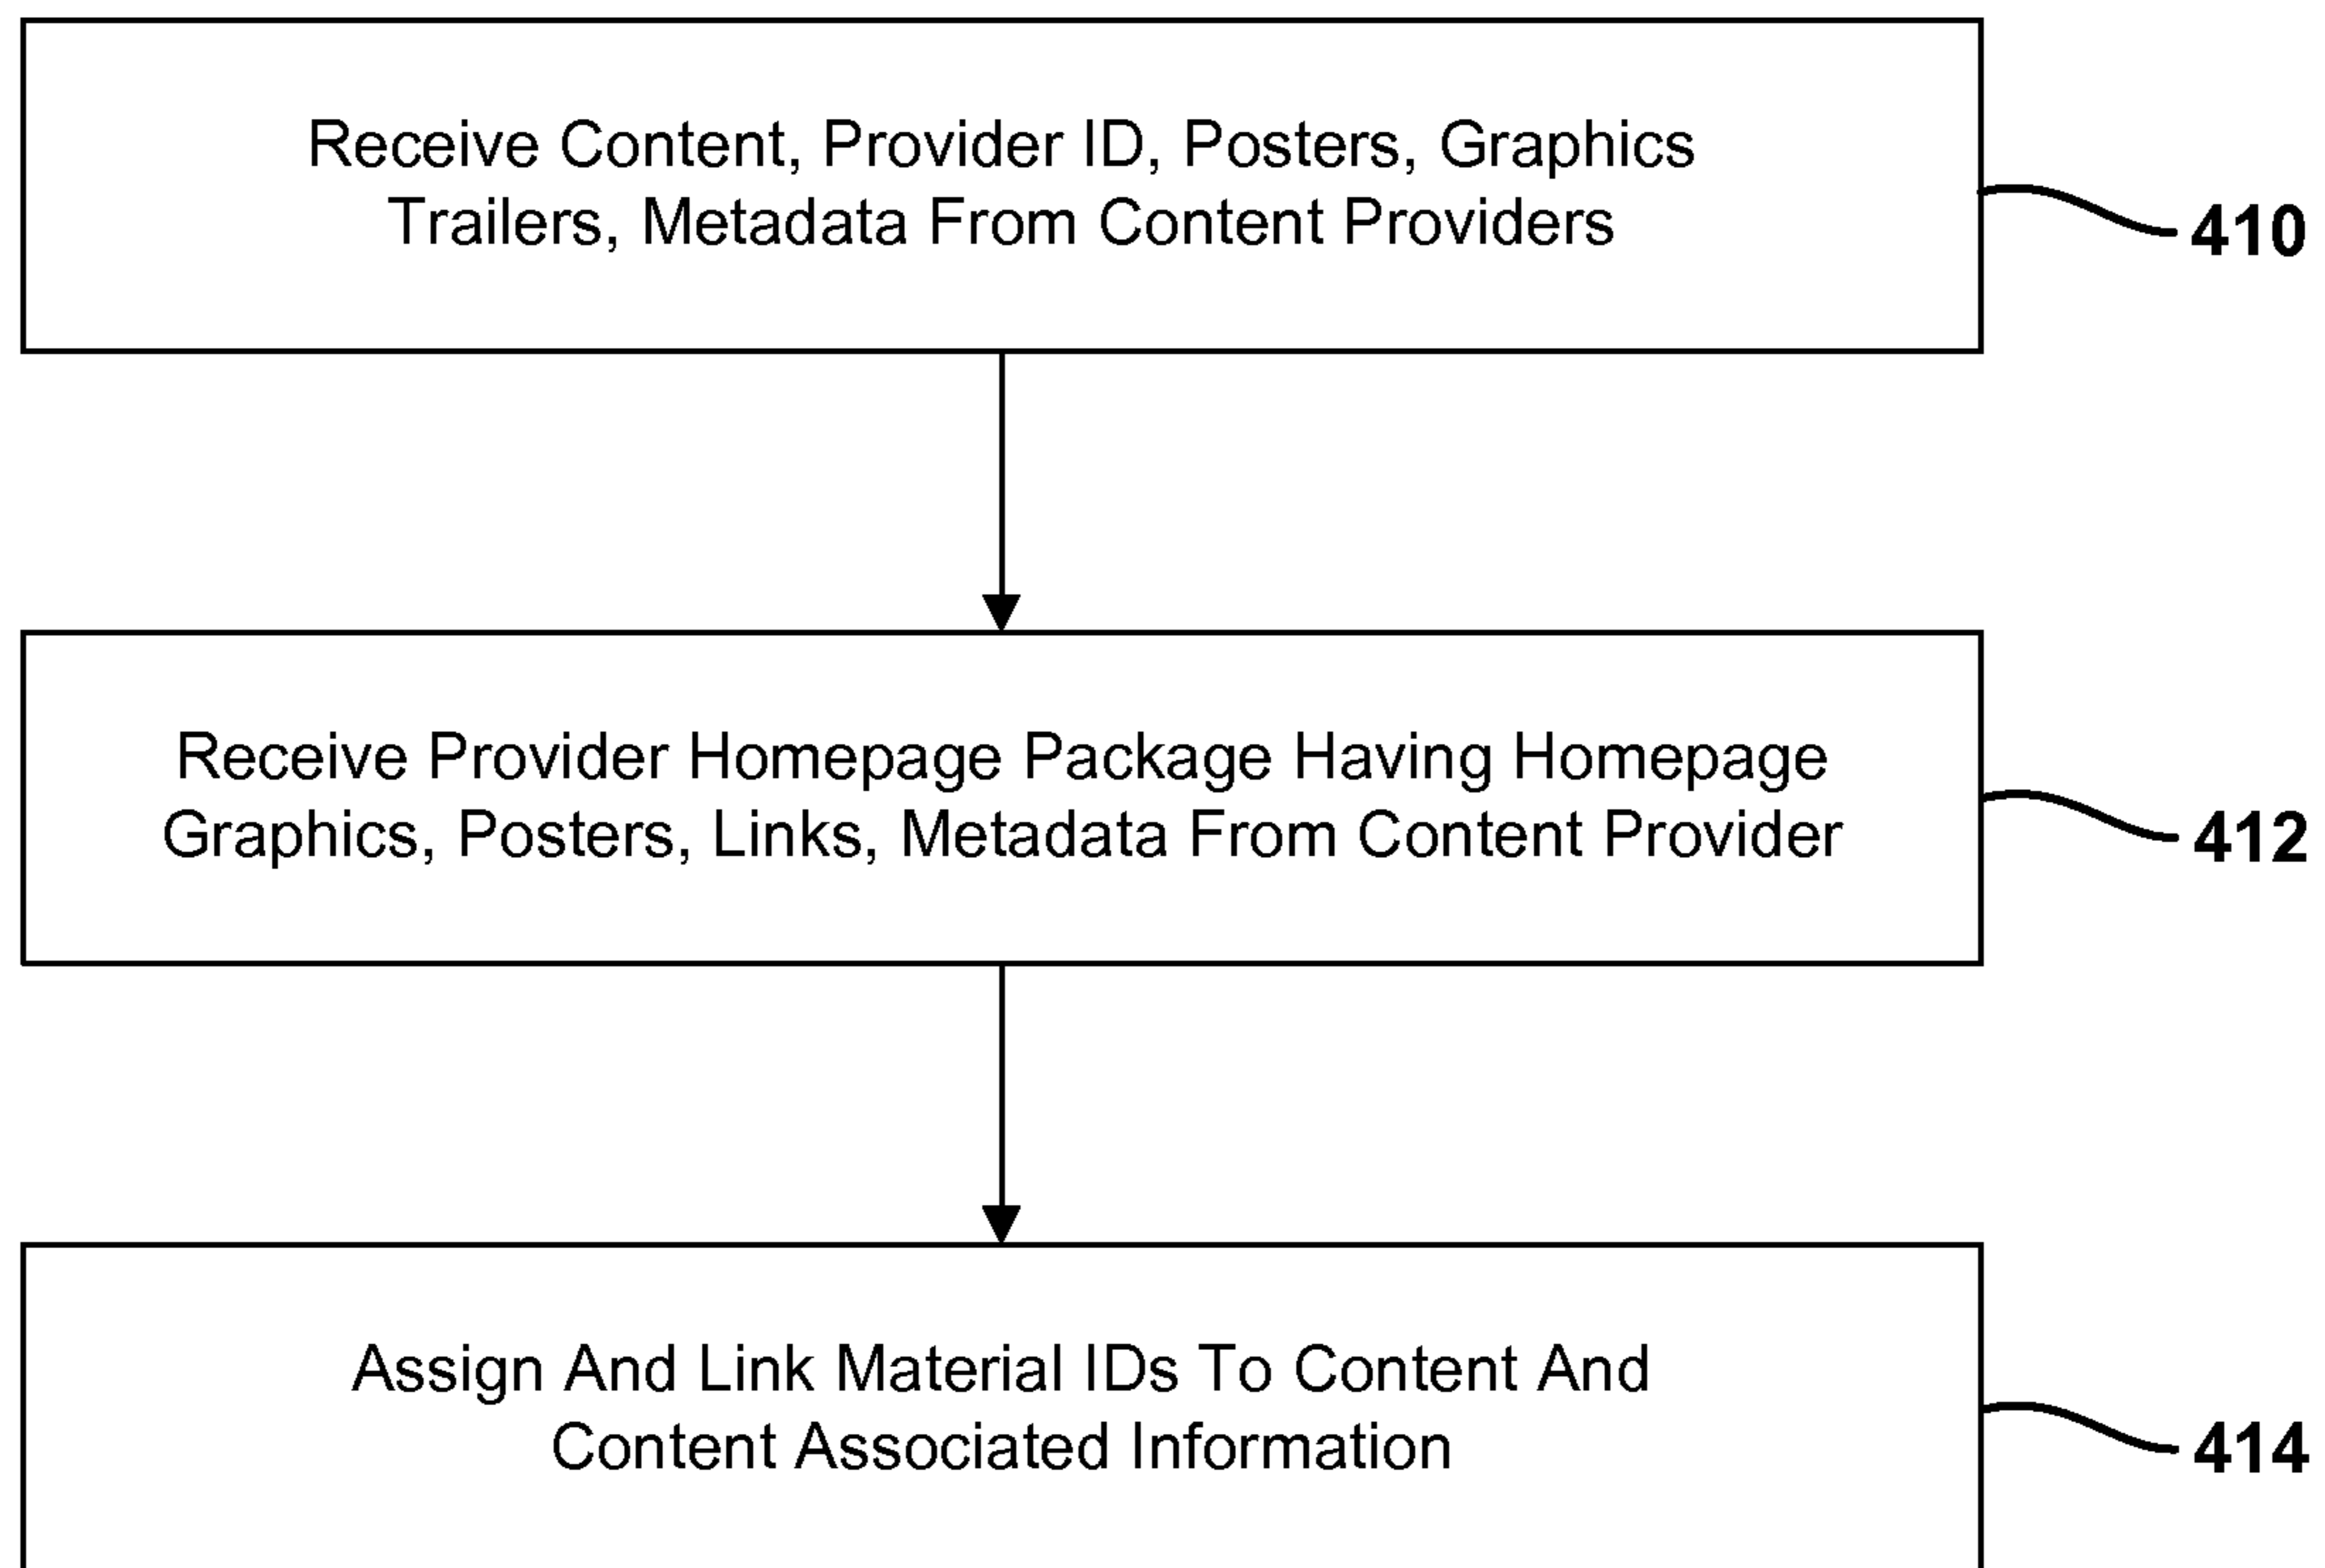 Receive Content, Provider ID, Posters, Graphics
Trailers, Metadata From Content Providers
410
Receive Provider Homepage Package Having Homepage
Graphics, Posters, Links, Metadata From Content Provider
412
Assign And Link Material IDs To Content And
Content Associated Information
414